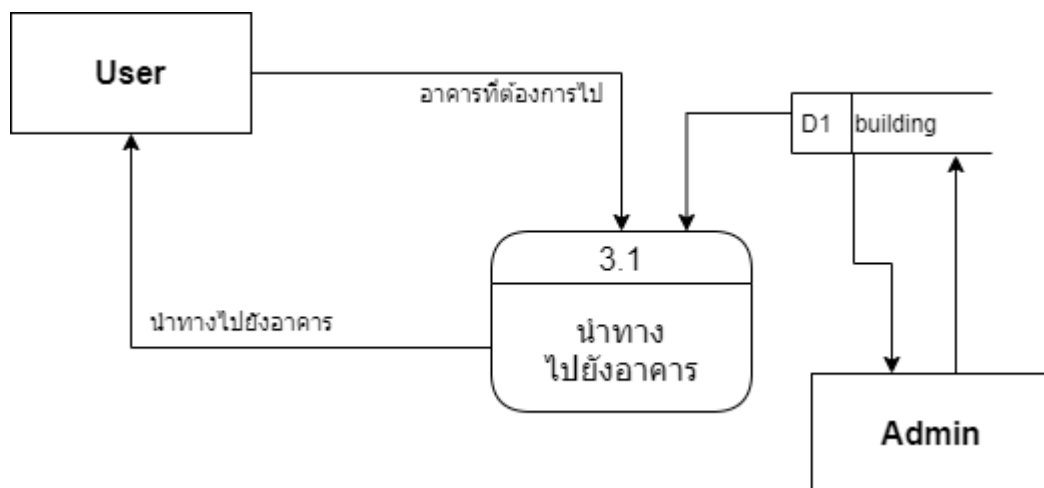 User
อาคารที่ต้องการไป
D1 building
3.1
นำทางไปยังอาคาร
นำทาง
ไปยังอาคาร
Admin